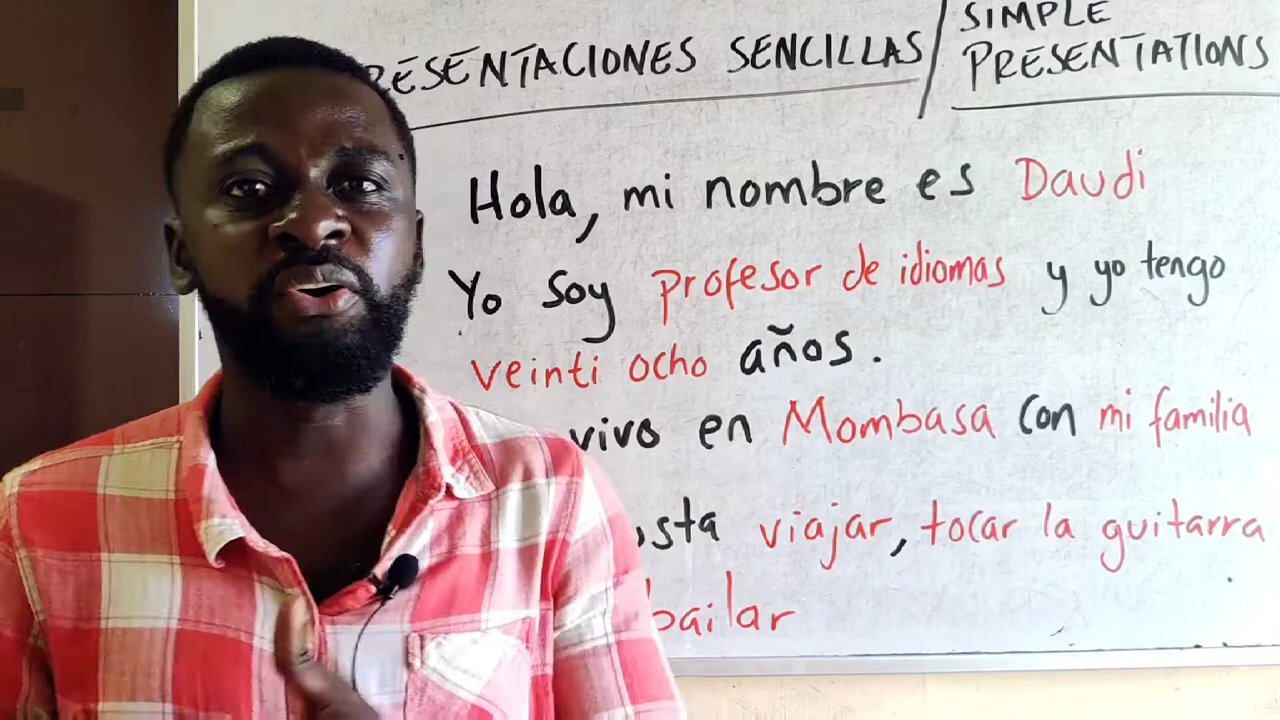 RESENTACIONES SENCILLAS / SIMPLE
PRESENTATIONS
Hola, mi nombre es Daudi
Yo soy profesor de idiomas y yo tengo
veinti ocho años.
vivo en Mombasa con mi familia
sta viajar, tocar la guitarra
bailar